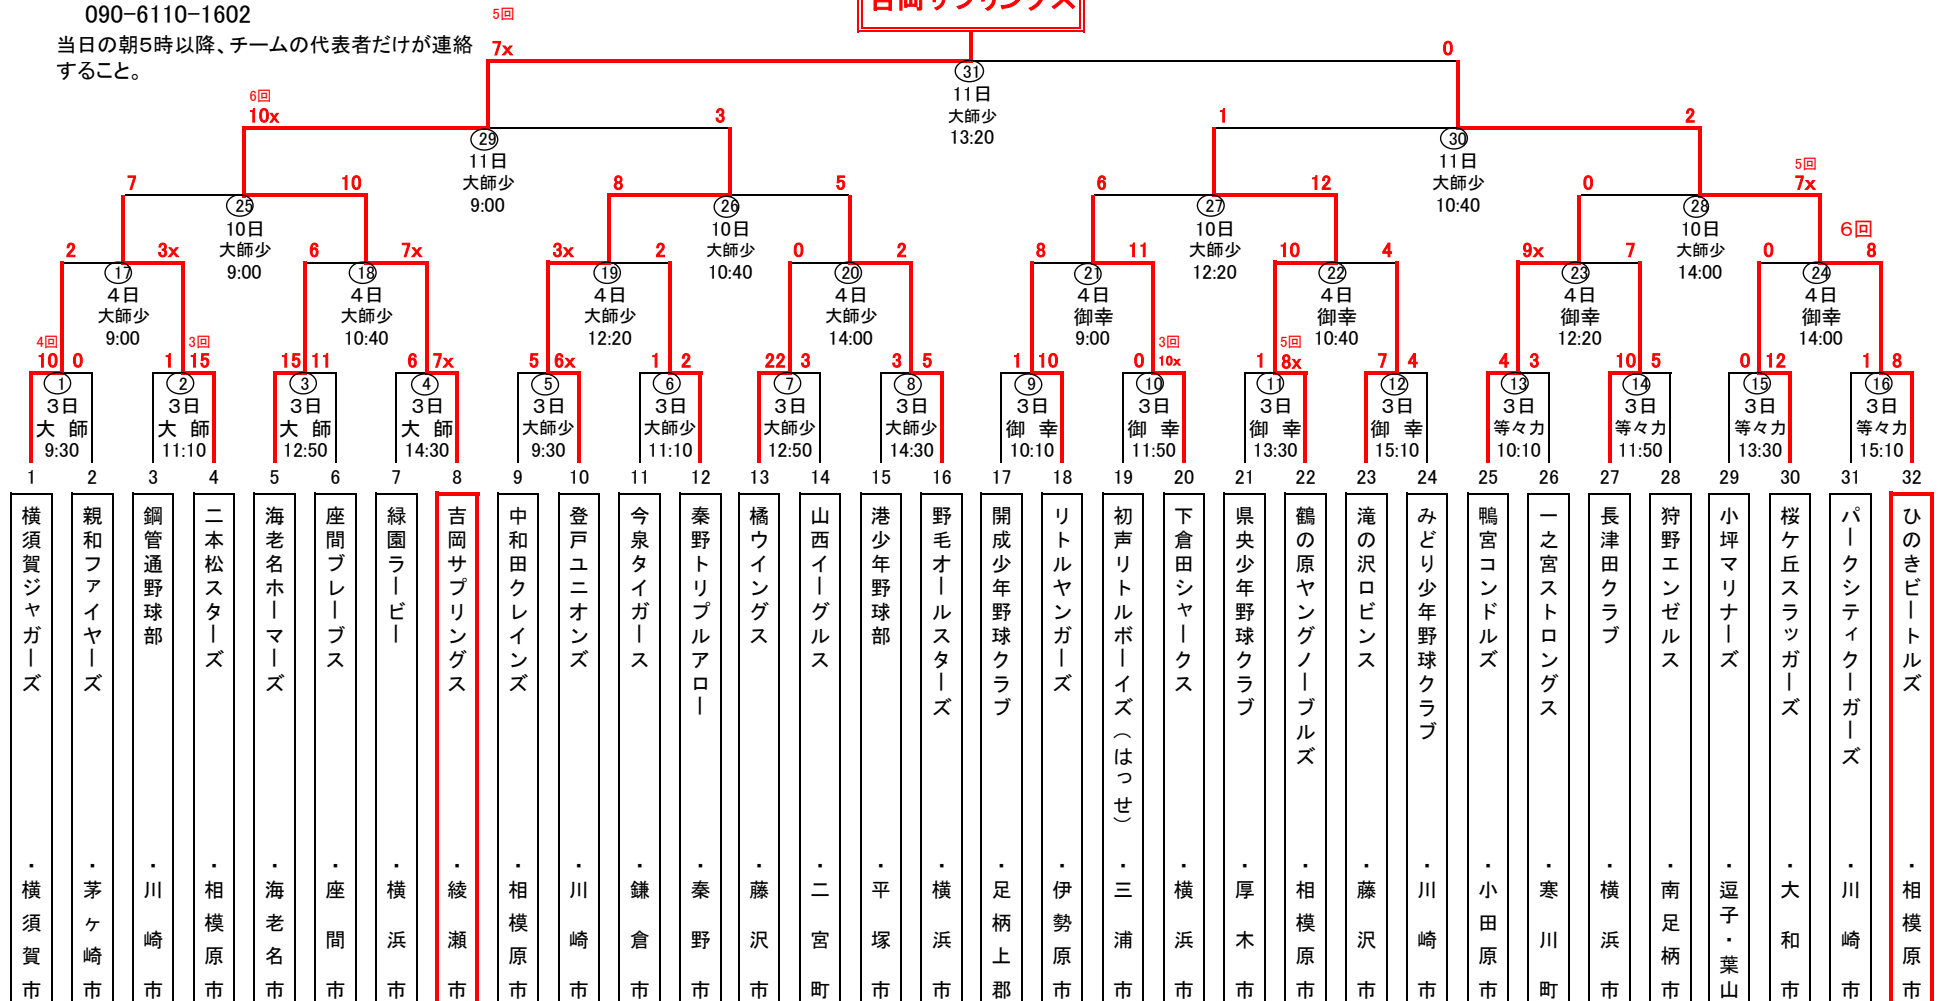 吉岡サプリングス
090-6110-1602
当日の朝5時以降、チームの代表者だけが連絡
すること。
5回
7x
0
31
11日
大師少
13:20
6回
10x
3
29
11日
大師少
9:00
1
2
30
11日
大師少
10:40
7
10
25
10日
大師少
9:00
8
5
26
10日
大師少
10:40
6
12
27
10日
大師少
12:20
0
5回
7x
28
10日
大師少
14:00
2
3x
17
4日
大師少
9:00
6
7x
18
4日
大師少
10:40
3x
2
19
4日
大師少
12:20
0
2
20
4日
大師少
14:00
8
11
21
4日
御幸
9:00
10
4
22
4日
御幸
10:40
9x
7
23
4日
御幸
12:20
0
6回
8
24
4日
御幸
14:00
4回
10 0
1
3日
大 師
9:30
3回
1 15
2
3日
大 師
11:10
15 11
3
3日
大 師
12:50
6 7x
4
3日
大 師
14:30
5 6x
5
3日
大師少
9:30
1 2
6
3日
大師少
11:10
22 3
7
3日
大師少
12:50
3 5
8
3日
大師少
14:30
1 10
9
3日
御 幸
10:10
3回
0 10x
10
3日
御 幸
11:50
5回
1 8x
11
3日
御 幸
13:30
7 4
12
3日
御 幸
15:10
4 3
13
3日
等々力
10:10
10 5
14
3日
等々力
11:50
0 12
15
3日
等々力
13:30
1 8
16
3日
等々力
15:10
1 2 3 4 5 6 7 8 9 10 11 12 13 14 15 16 17 18 19 20 21 22 23 24 25 26 27 28 29 30 31 32
横須賀ジャガーズ ・横須賀市
親和ファイヤーズ ・茅ヶ崎市
鋼管通野球部 ・川崎市
二本松スターズ ・相模原市
海老名ホーマーズ ・海老名市
座間ブレーブス ・座間市
緑園ラービー ・横浜市
吉岡サプリングス ・綾瀬市
中和田クレインズ ・相模原市
登戸ユニオンズ ・川崎市
今泉タイガース ・鎌倉市
秦野トリプルアロー ・秦野市
橘ウイングス ・藤沢市
山西イーグルス ・二宮町
港少年野球部 ・平塚市
野毛オールスターズ ・横浜市
開成少年野球クラブ ・足柄上郡
リトルヤンガーズ ・伊勢原市
初声リトルボーイズ(はっせ) ・三浦市
下倉田シャークス ・横浜市
県央少年野球クラブ ・厚木市
鶴の原ヤングノーブルズ ・相模原市
滝の沢ロビンス ・藤沢市
みどり少年野球クラブ ・川崎市
鴨宮コンドルズ ・小田原市
一之宮ストロングス ・寒川町
長津田クラブ ・横浜市
狩野エンゼルス ・南足柄市
小坪マリナーズ ・逗子・葉山
桜ケ丘スラッガーズ ・大和市
パークシティクーガーズ ・川崎市
ひのきビートルズ ・相模原市